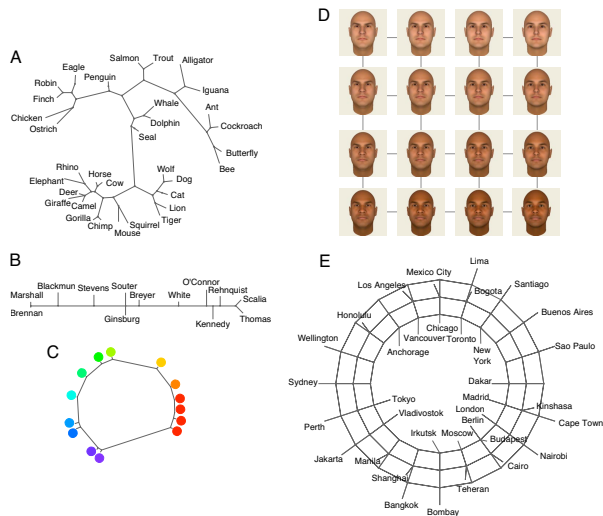 A
Eagle
Robin
Finch
Chicken
Ostrich
Penguin
Salmon
Trout
Alligator
Iguana
Ant
Cockroach
Butterfly
Bee
Whale
Dolphin
Seal
Rhino
Elephant
Horse
Deer
Cow
Giraffe
Camel
Gorilla
Chimp
Mouse
Squirrel
Wolf
Dog
Cat
Lion
Tiger
B
Marshall
Brennan
Blackmun
Stevens
Souter
Ginsburg
Breyer
White
O'Connor
Rehnquist
Kennedy
Scalia
Thomas
C
D
E
Lima
Mexico City
Los Angeles
Bogota
Santiago
Honolulu
Buenos Aires
Vancouver
Chicago
Toronto
Anchorage
New
York
Wellington
Sao Paulo
Sydney
Dakar
Tokyo
Madrid
Kinshasa
Vladivostok
London
Cape Town
Perth
Berlin
Irkutsk
Moscow
Budapest
Nairobi
Jakarta
Manila
Cairo
Shanghai
Teheran
Bangkok
Bombay